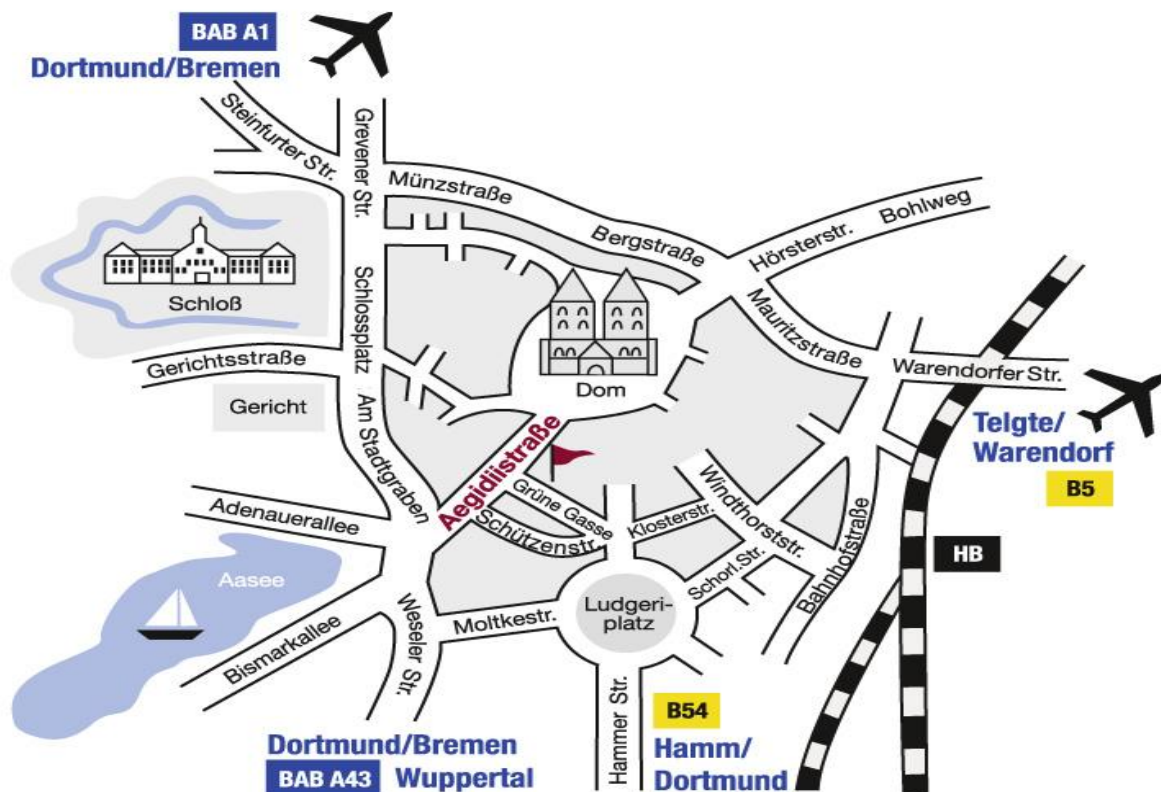 BAB A1
Dortmund/Bremen
Steinfurter Str.
Grevener Str.
Münzstraße
Bergstraße
Hörsterstr.
Bohlweg
Schloß
Schlossplatz
Mauritzstraße
Gerichtsstraße
Warendorfer Str.
Dom
Gericht
Am Stadtgraben
Aegidiistraße
Telgte/
Warendorf
B5
Grüne Gasse
Windthorststr.
Adenauerallee
Schützenstr.
Klosterstr.
Aasee
Schorl.Str.
Bahnhofstraße
HB
Bismarkallee
Weseler Str.
Moltkestr.
Ludgeri-
platz
Hammer Str.
B54
Hamm/
Dortmund
Dortmund/Bremen
BAB A43 Wuppertal